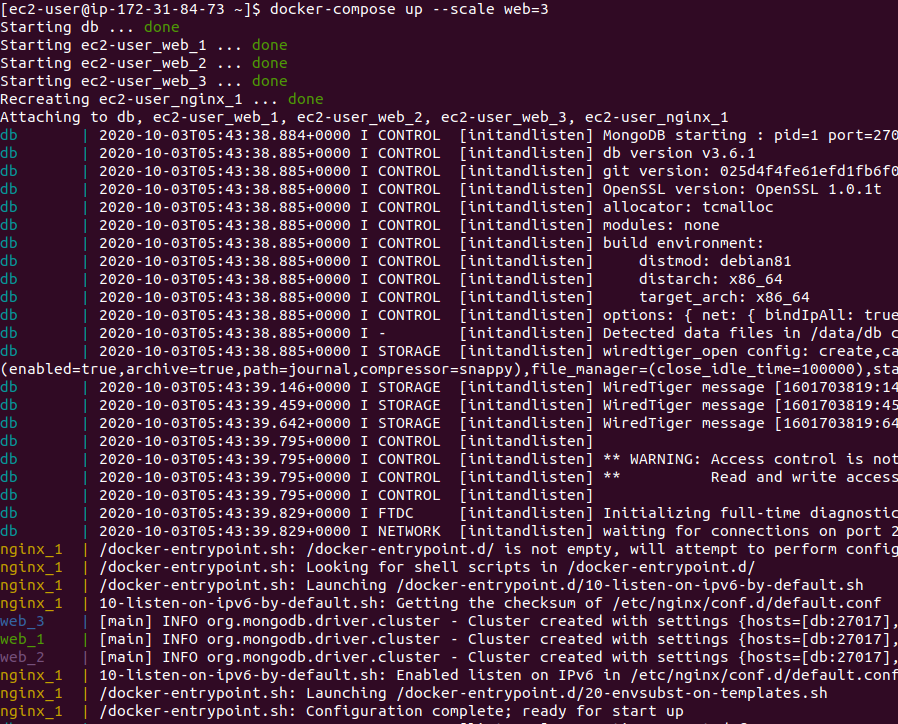 [ec2-user@ip-172-31-84-73 ~]$ docker-compose up --scale web=3
Starting db ... done
Starting ec2-user_web_1 ... done
Starting ec2-user_web_2 ... done
Starting ec2-user_web_3 ... done
Recreating ec2-user_nginx_1 ... done
Attaching to db, ec2-user_web_1, ec2-user_web_2, ec2-user_web_3, ec2-user_nginx_1
db       | 2020-10-03T05:43:38.884+0000 I CONTROL  [initandlisten] MongoDB starting : pid=1 port=270
db       | 2020-10-03T05:43:38.885+0000 I CONTROL  [initandlisten] db version v3.6.1
db       | 2020-10-03T05:43:38.885+0000 I CONTROL  [initandlisten] git version: 025d4f4fe61efd1fb6f0
db       | 2020-10-03T05:43:38.885+0000 I CONTROL  [initandlisten] OpenSSL version: OpenSSL 1.0.1t
db       | 2020-10-03T05:43:38.885+0000 I CONTROL  [initandlisten] allocator: tcmalloc
db       | 2020-10-03T05:43:38.885+0000 I CONTROL  [initandlisten] modules: none
db       | 2020-10-03T05:43:38.885+0000 I CONTROL  [initandlisten] build environment:
db       | 2020-10-03T05:43:38.885+0000 I CONTROL  [initandlisten]     distmod: debian81
db       | 2020-10-03T05:43:38.885+0000 I CONTROL  [initandlisten]     distarch: x86_64
db       | 2020-10-03T05:43:38.885+0000 I CONTROL  [initandlisten]     target_arch: x86_64
db       | 2020-10-03T05:43:38.885+0000 I CONTROL  [initandlisten] options: { net: { bindIpAll: true
db       | 2020-10-03T05:43:38.885+0000 I -        [initandlisten] Detected data files in /data/db c
db       | 2020-10-03T05:43:38.885+0000 I STORAGE  [initandlisten] wiredtiger_open config: create,ca
(enabled=true,archive=true,path=journal,compressor=snappy),file_manager=(close_idle_time=100000),sta
db       | 2020-10-03T05:43:39.146+0000 I STORAGE  [initandlisten] WiredTiger message [1601703819:14
db       | 2020-10-03T05:43:39.459+0000 I STORAGE  [initandlisten] WiredTiger message [1601703819:45
db       | 2020-10-03T05:43:39.642+0000 I STORAGE  [initandlisten] WiredTiger message [1601703819:64
db       | 2020-10-03T05:43:39.795+0000 I CONTROL  [initandlisten]
db       | 2020-10-03T05:43:39.795+0000 I CONTROL  [initandlisten] ** WARNING: Access control is not
db       | 2020-10-03T05:43:39.795+0000 I CONTROL  [initandlisten] **          Read and write access
db       | 2020-10-03T05:43:39.795+0000 I CONTROL  [initandlisten]
db       | 2020-10-03T05:43:39.829+0000 I FTDC     [initandlisten] Initializing full-time diagnostic
db       | 2020-10-03T05:43:39.829+0000 I NETWORK  [initandlisten] waiting for connections on port 2
nginx_1  | /docker-entrypoint.sh: /docker-entrypoint.d/ is not empty, will attempt to perform config
nginx_1  | /docker-entrypoint.sh: Looking for shell scripts in /docker-entrypoint.d/
nginx_1  | /docker-entrypoint.sh: Launching /docker-entrypoint.d/10-listen-on-ipv6-by-default.sh
nginx_1  | 10-listen-on-ipv6-by-default.sh: Getting the checksum of /etc/nginx/conf.d/default.conf
web_3    | [main] INFO org.mongodb.driver.cluster - Cluster created with settings {hosts=[db:27017],
web_1    | [main] INFO org.mongodb.driver.cluster - Cluster created with settings {hosts=[db:27017],
web_2    | [main] INFO org.mongodb.driver.cluster - Cluster created with settings {hosts=[db:27017],
nginx_1  | 10-listen-on-ipv6-by-default.sh: Enabled listen on IPv6 in /etc/nginx/conf.d/default.conf
nginx_1  | /docker-entrypoint.sh: Launching /docker-entrypoint.d/20-envsubst-on-templates.sh
nginx_1  | /docker-entrypoint.sh: Configuration complete; ready for start up